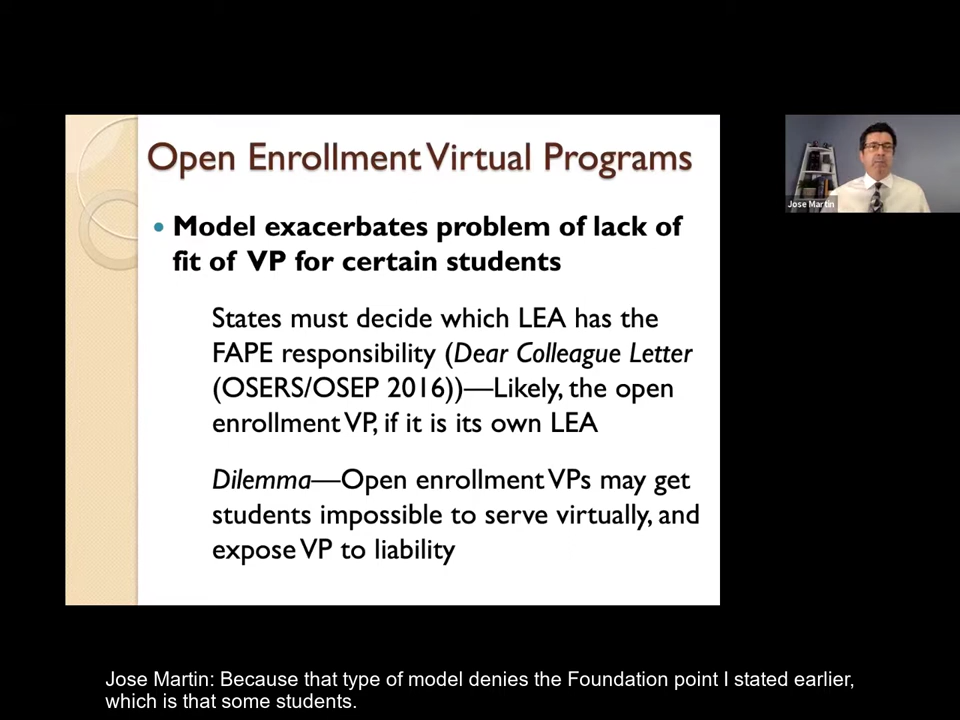 Open Enrollment Virtual Programs
• Model exacerbates problem of lack of
fit of VP for certain students
States must decide which LEA has the
FAPE responsibility (Dear Colleague Letter
(OSERS/OSEP 2016))—Likely, the open
enrollment VP, if it is its own LEA
Dilemma—Open enrollment VPs may get
students impossible to serve virtually, and
expose VP to liability
Jose Martin
Jose Martin: Because that type of model denies the Foundation point I stated earlier,
which is that some students.